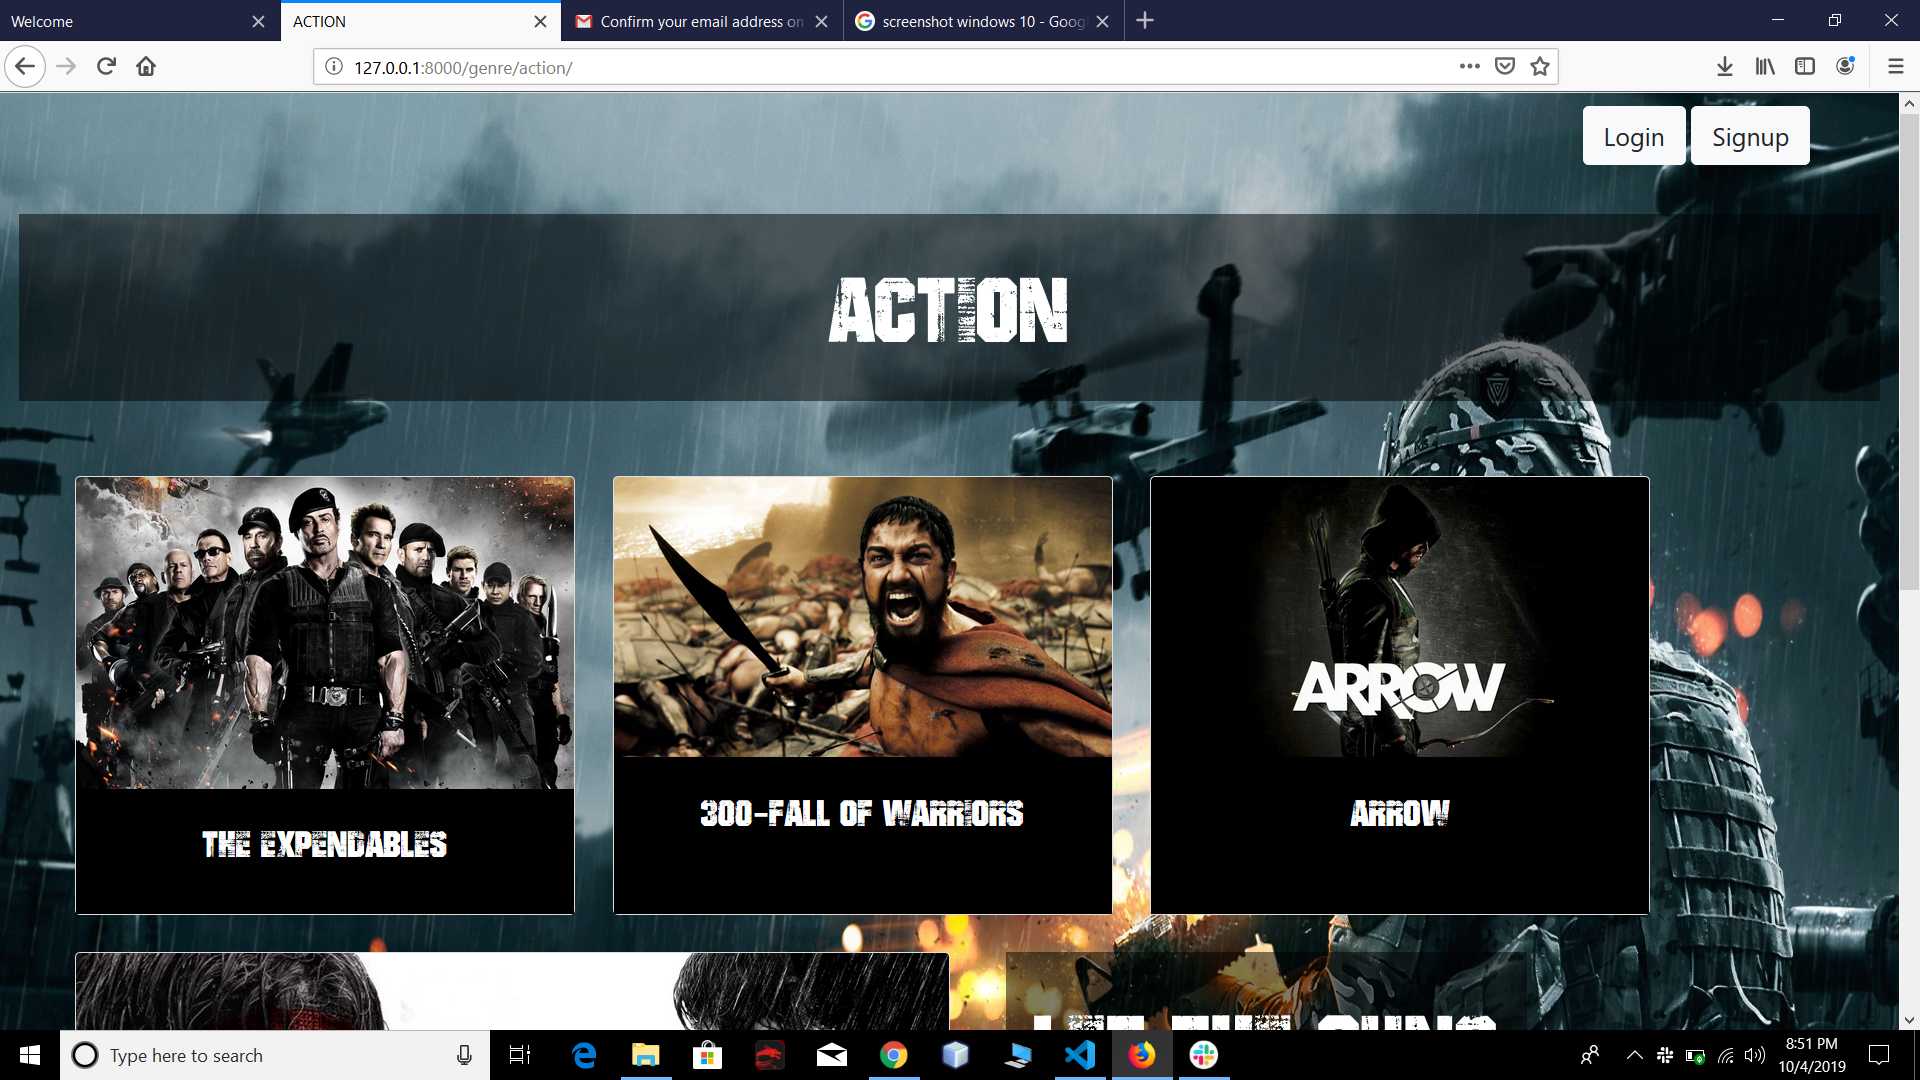 Welcome
ACTION
Confirm your email address on
screenshot windows 10 - Goog
127.0.0.1:8000/genre/action/
Login
Signup
ACTION
ARROW
THE EXPENDABLES
300-FALL OF WARRIORS
ARROW
Type here to search
8:51 PM
10/4/2019